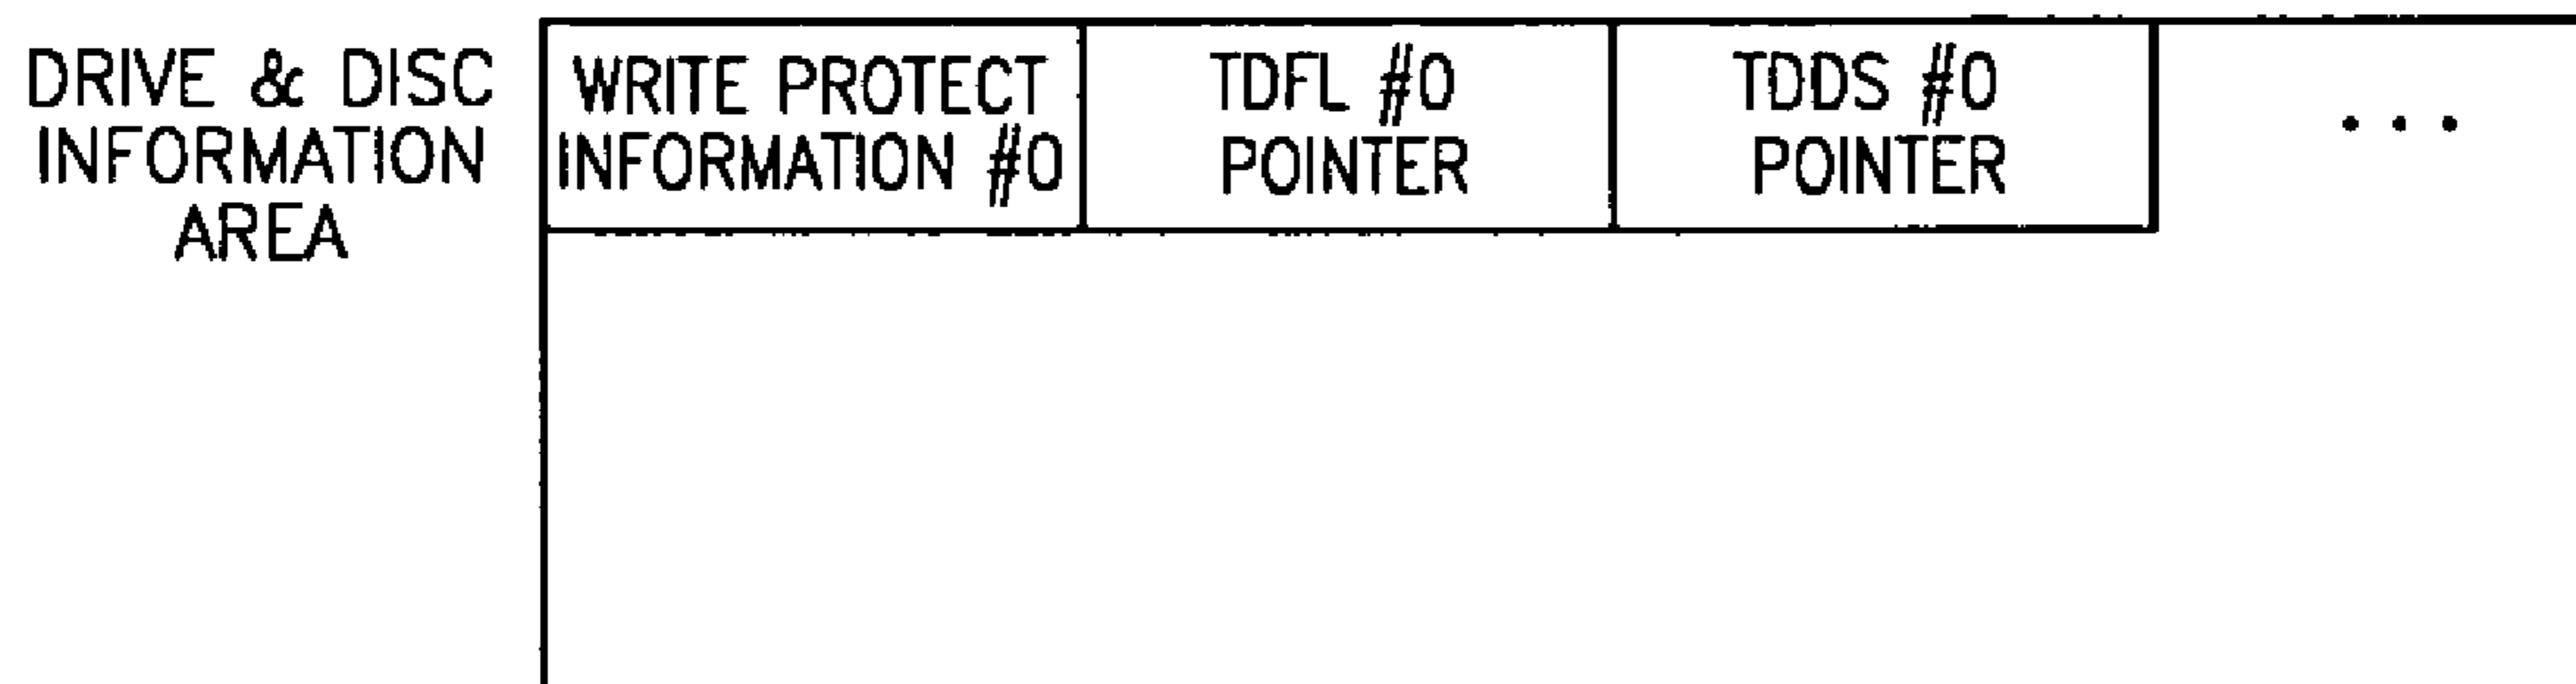 DRIVE & DISC
INFORMATION
AREA
WRITE PROTECT
INFORMATION #0
TDFL #0
POINTER
TDDS #0
POINTER
...